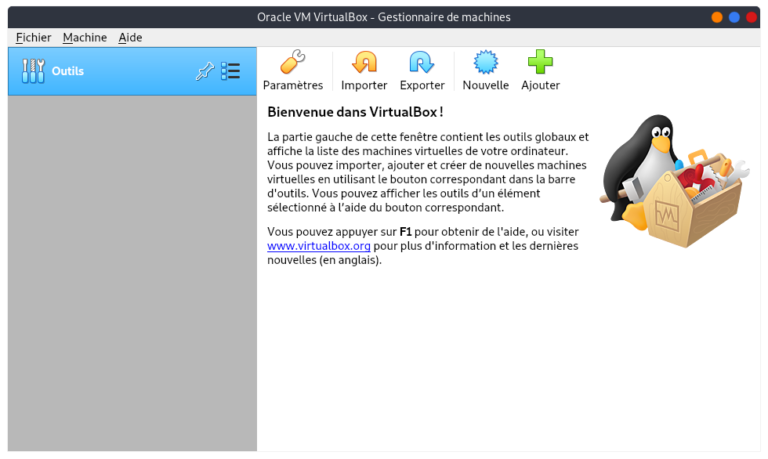 Oracle VM VirtualBox - Gestionnaire de machines
Fichier Machine Aide
Outils
Paramètres Importer Exporter Nouvelle Ajouter
Bienvenue dans VirtualBox !
La partie gauche de cette fenêtre contient les outils globaux et
affiche la liste des machines virtuelles de votre ordinateur.
Vous pouvez importer, ajouter et créer de nouvelles machines
virtuelles en utilisant le bouton correspondant dans la barre
d'outils. Vous pouvez afficher les outils d’un élément
sélectionné à l’aide du bouton correspondant.
Vous pouvez appuyer sur F1 pour obtenir de l'aide, ou visiter
www.virtualbox.org pour plus d'information et les dernières
nouvelles (en anglais).